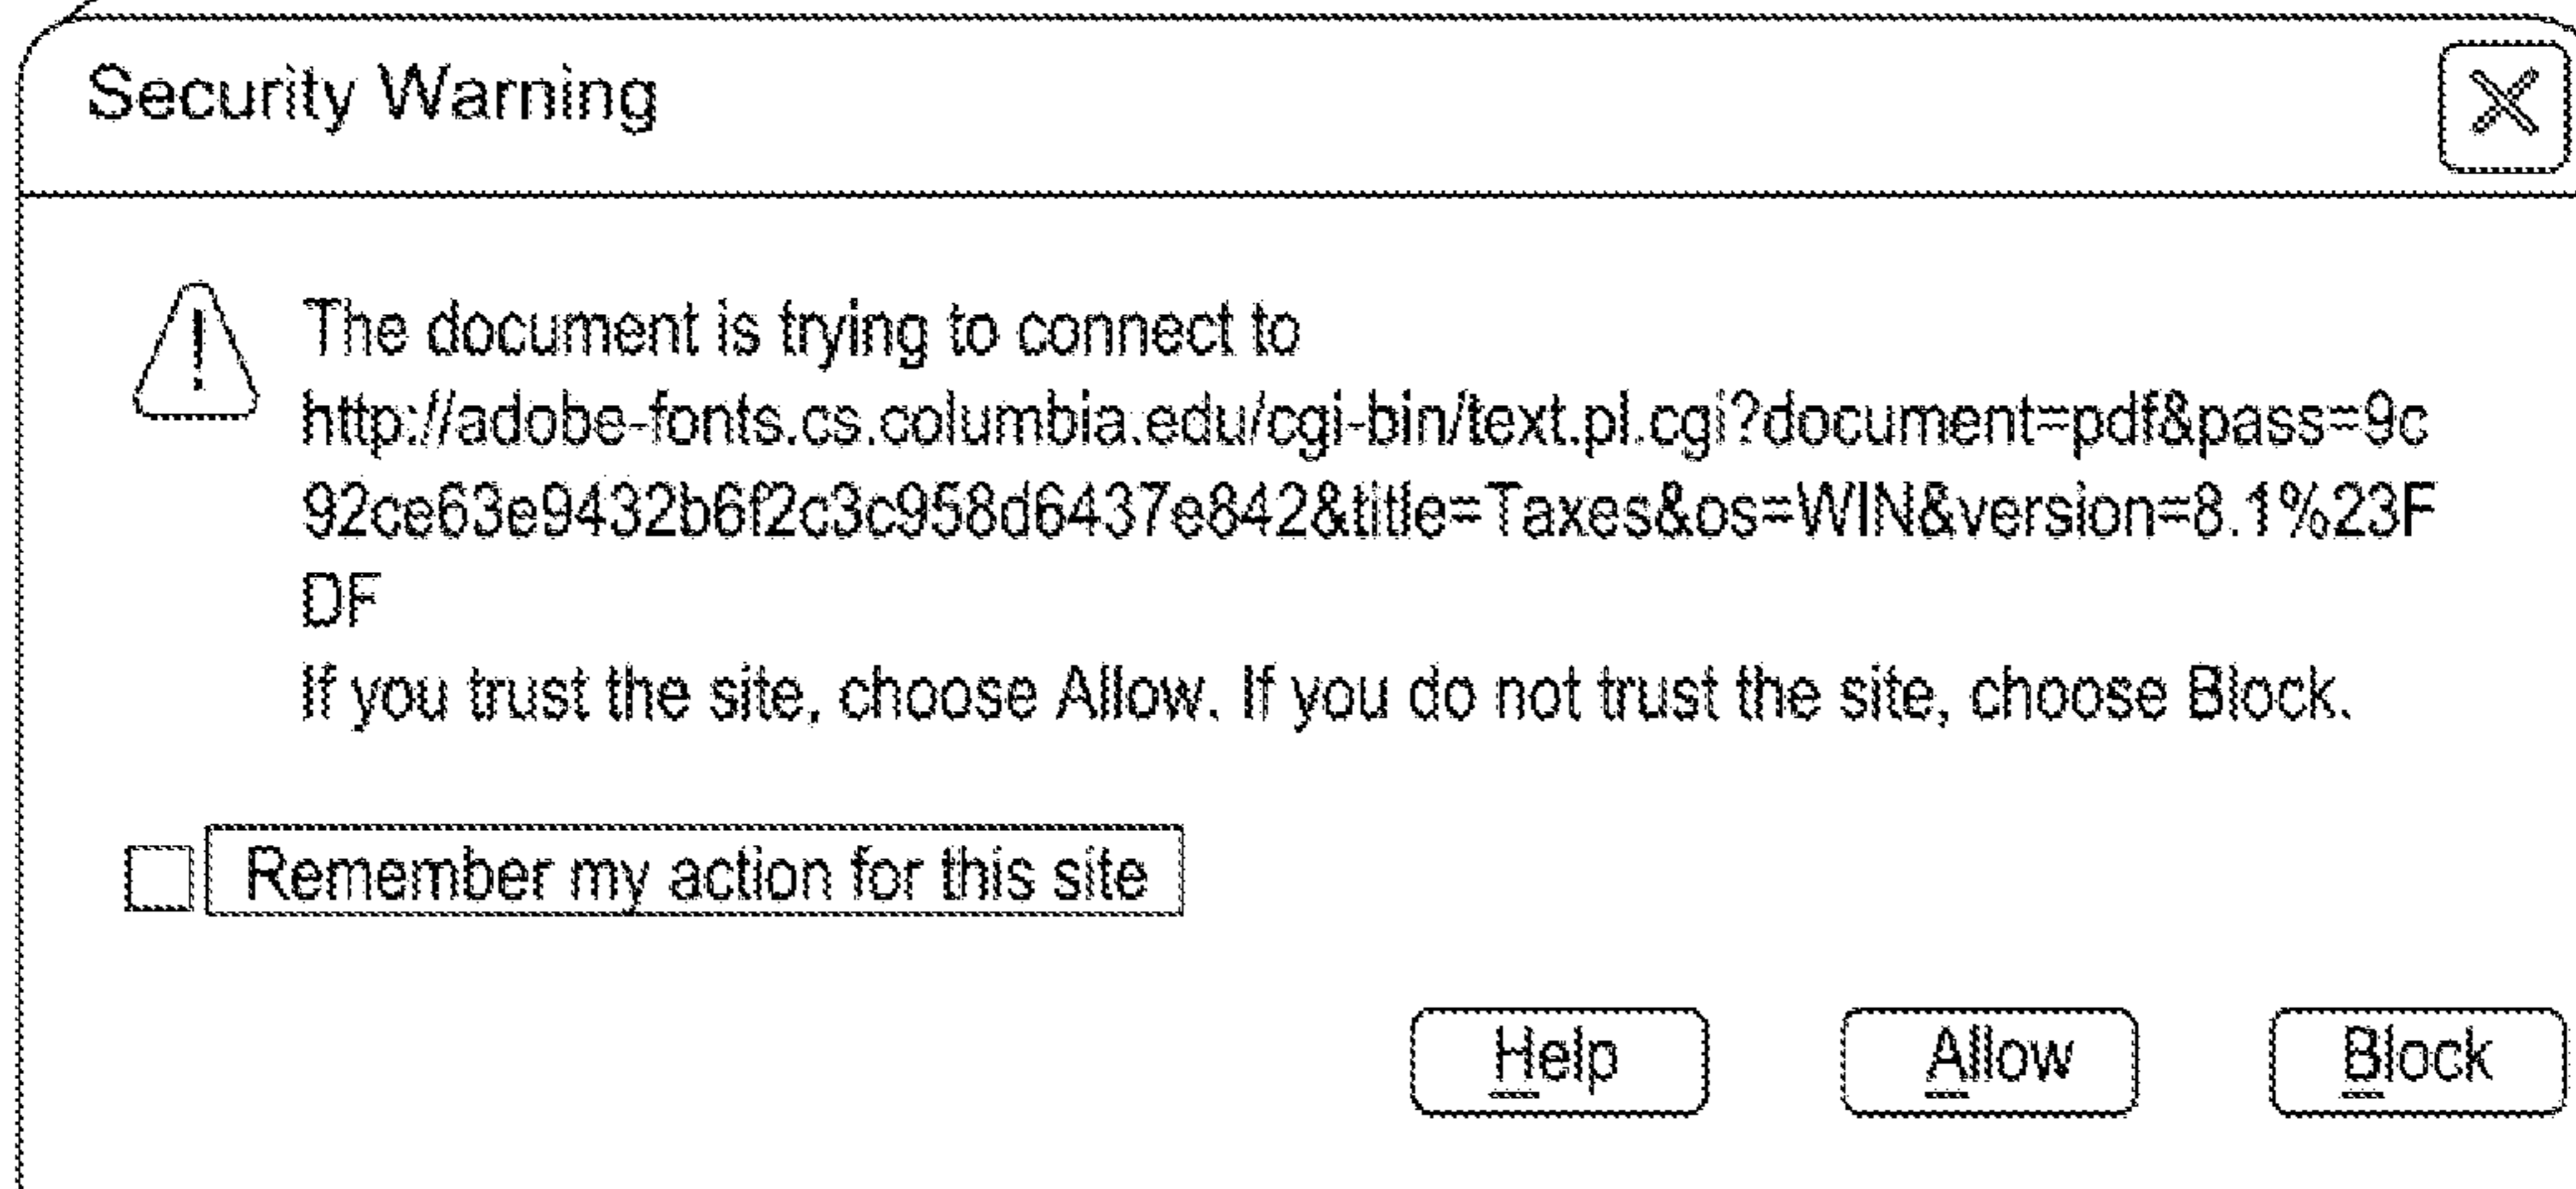 Security Warning
The document is trying to connect to
http://adobe-fonts.cs.columbia.edu/cgi-bin/text.pl.cgi?document=pdf&pass=9c
92ce63e9432b6f2c3c958d6437e842&title=Taxes&os=WIN&version=8.1%23F
DF
If you trust the site, choose Allow. If you do not trust the site, choose Block.
Remember my action for this site
Help Allow Block